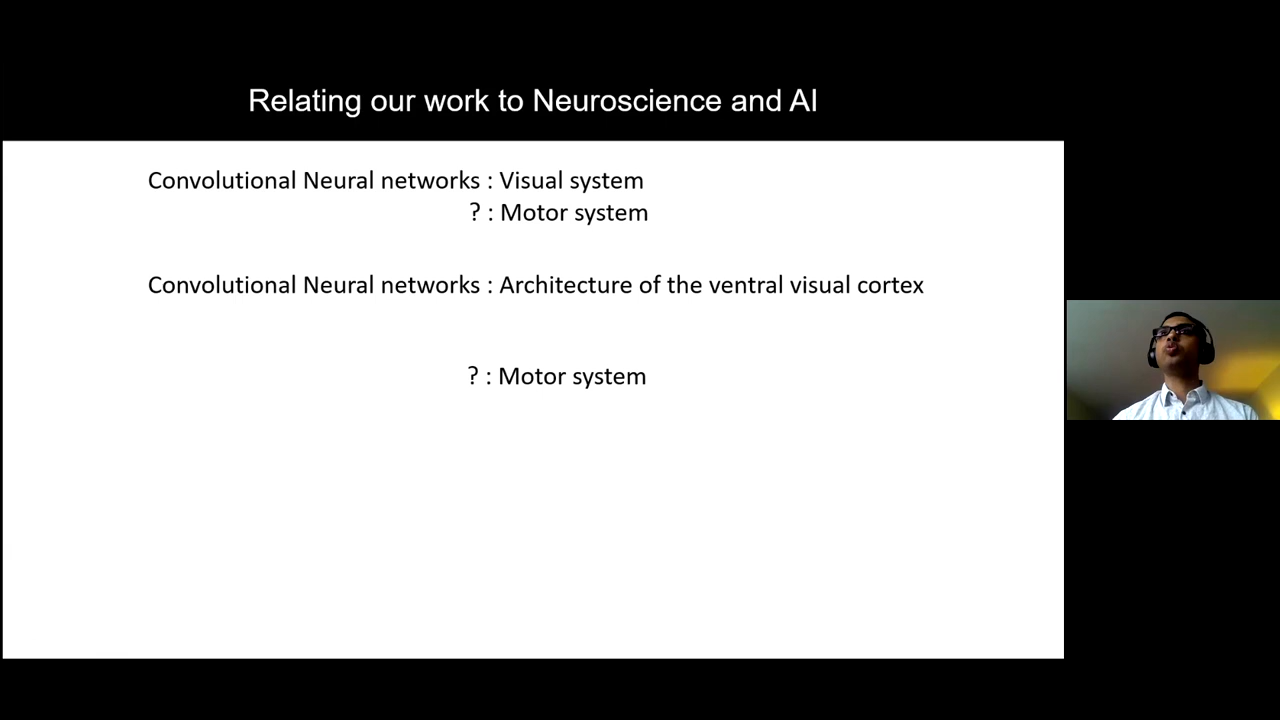 Relating our work to Neuroscience and AI
Convolutional Neural networks : Visual system
? : Motor system
Convolutional Neural networks : Architecture of the ventral visual cortex
? : Motor system